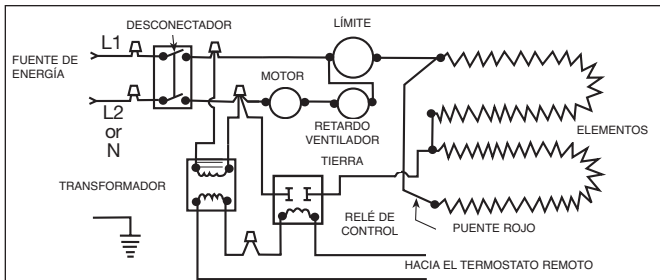 DESCONECTADOR
LÍMITE
L1
FUENTE DE
ENERGÍA
MOTOR
L2
or
N
RETARDO
VENTILADOR
ELEMENTOS
TIERRA
TRANSFORMADOR
RELÉ DE
CONTROL
PUENTE ROJO
HACIA EL TERMOSTATO REMOTO